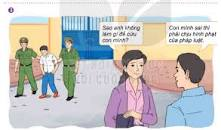 3
Sao anh không
làm gì để cứu
con mình?
Con mình sai thì
phải chịu hình phạt
của pháp luật.